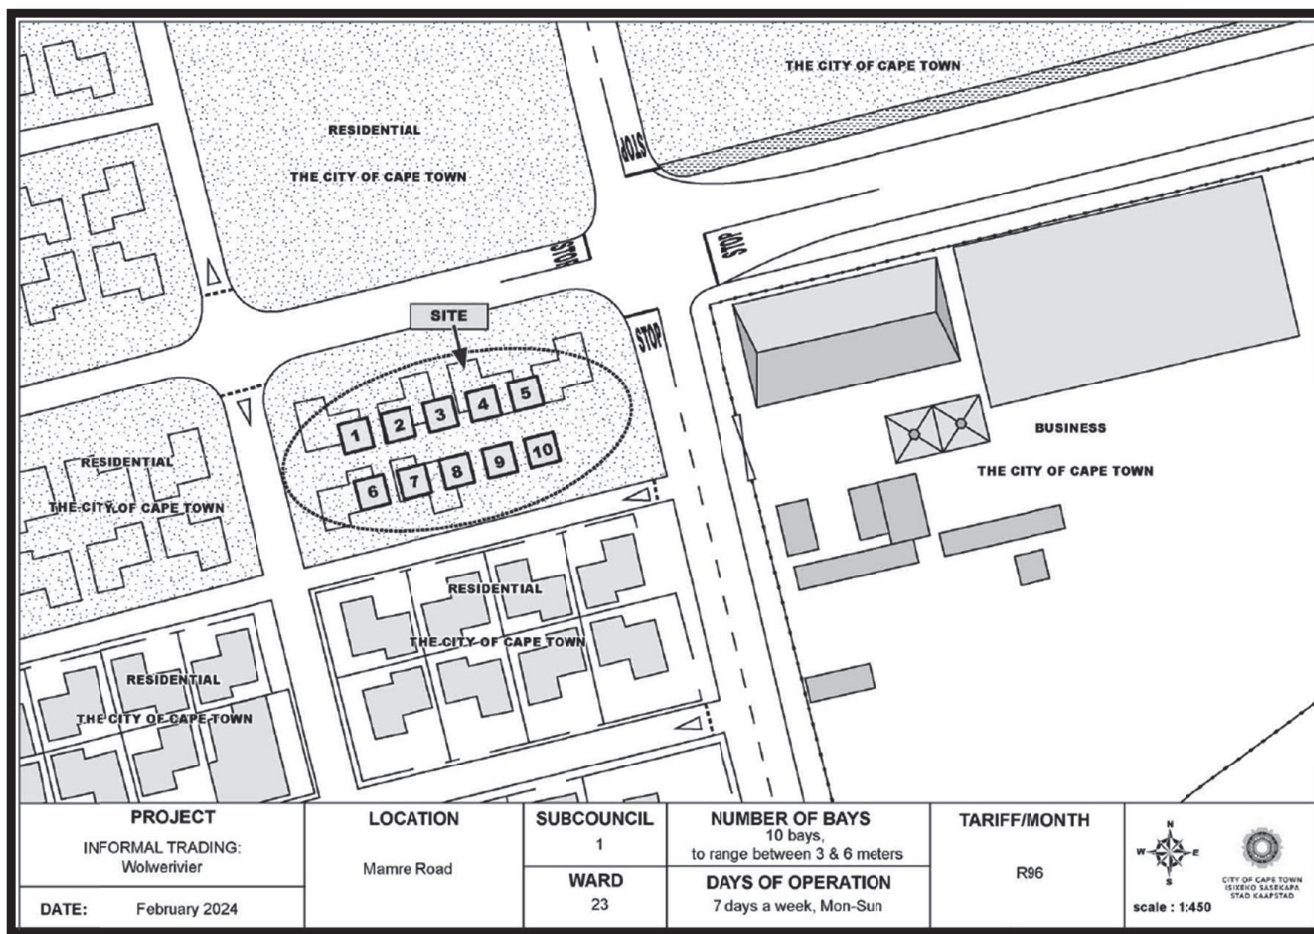 THE CITY OF CAPE TOWN
RESIDENTIAL
THE CITY OF CAPE TOWN
STOP
STOP
STOP
SITE
STOP
1
2
3
4
5
6
7
8
9
10
BUSINESS
THE CITY OF CAPE TOWN
RESIDENTIAL
THE CITY OF CAPE TOWN
RESIDENTIAL
THE CITY OF CAPE TOWN
RESIDENTIAL
THE CITY OF CAPE TOWN
PROJECT
INFORMAL TRADING:
Wolwerivier
DATE: February 2024
LOCATION
Mamre Road
SUBCOUNCIL
1
WARD
23
NUMBER OF BAYS
10 bays,
to range between 3 & 6 meters
DAYS OF OPERATION
7 days a week, Mon-Sun
TARIFF/MONTH
R96
N
W E
S
scale : 1:450
CITY OF CAPE TOWN
ISIXEKO SASEKAPA
STAD KAAPSTAD